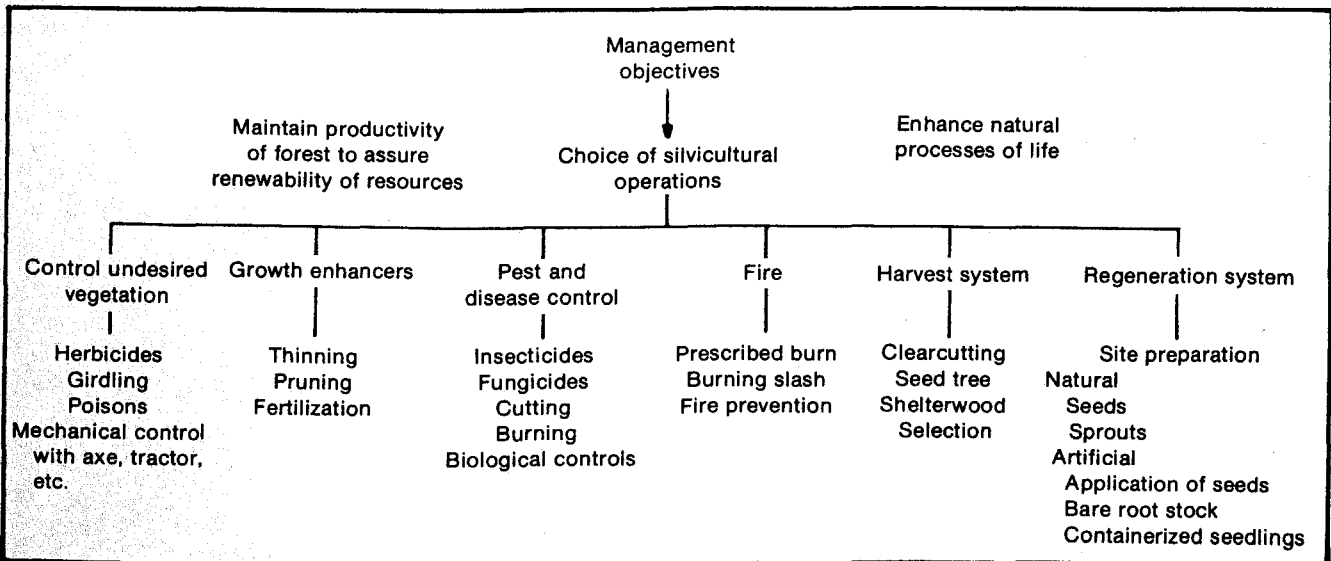 Management
objectives
Maintain productivity
of forest to assure
renewability of resources
Choice of silvicultural
operations
Enhance natural
processes of life
Control undesired
vegetation
Herbicides
Girdling
Poisons
Mechanical control
with axe, tractor,
etc.
Growth enhancers
Thinning
Pruning
Fertilization
Pest and
disease control
Insecticides
Fungicides
Cutting
Burning
Biological controls
Fire
Prescribed burn
Burning slash
Fire prevention
Harvest system
Clearcutting
Seed tree
Shelterwood
Selection
Regeneration system
Site preparation
Natural
Seeds
Sprouts
Artificial
Application of seeds
Bare root stock
Containerized seedlings